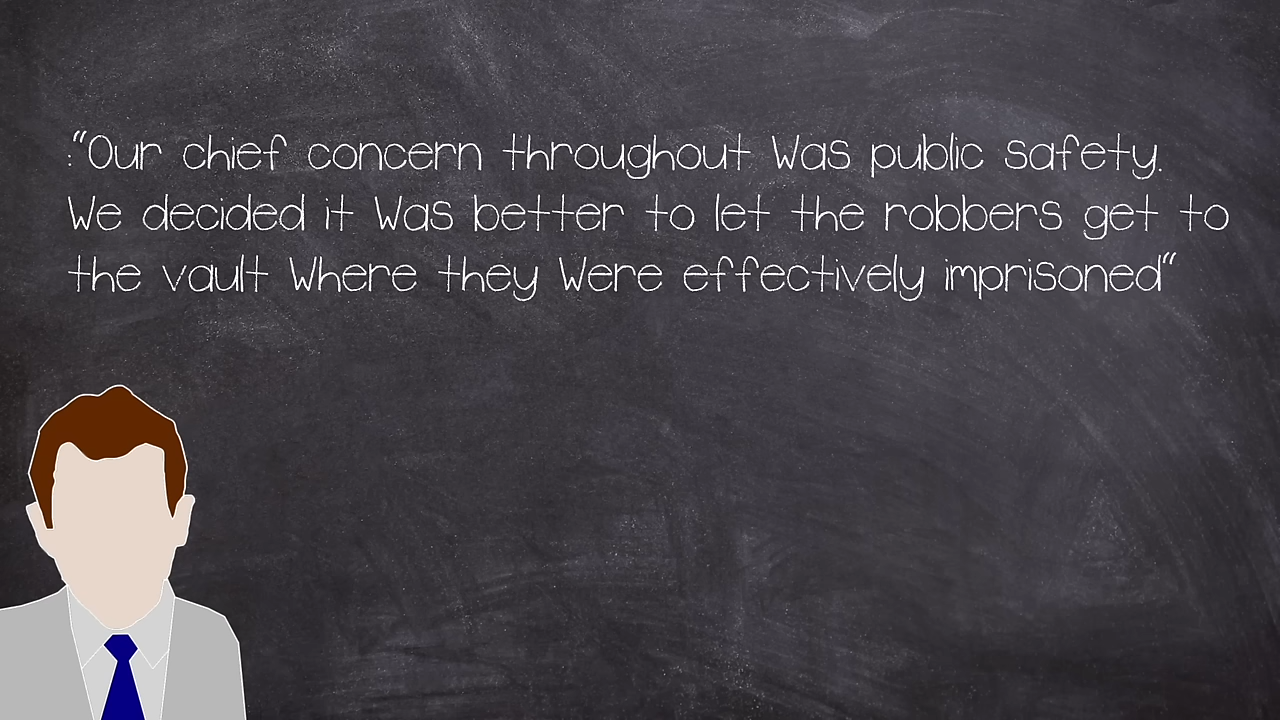 :"Our chief concern throughout Was public safety.
We decided it Was better to let the robbers get to
the vault Where they Were effectively imprisoned"